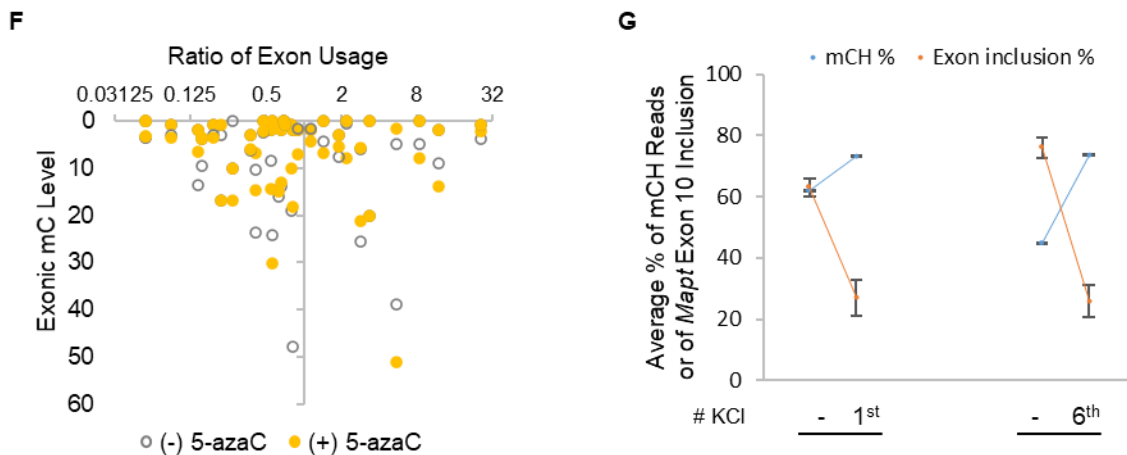 F
Ratio of Exon Usage
0.03125 0.125 0.5 2 8 32
0
10
20
30
40
50
60
Exonic mC Level
(-) 5-azaC (+) 5-azaC
G
mCH % Exon inclusion %
100
80
60
40
20
0
Average % of mCH Reads
or of Mapt Exon 10 Inclusion
# KCl - 1st - 6th